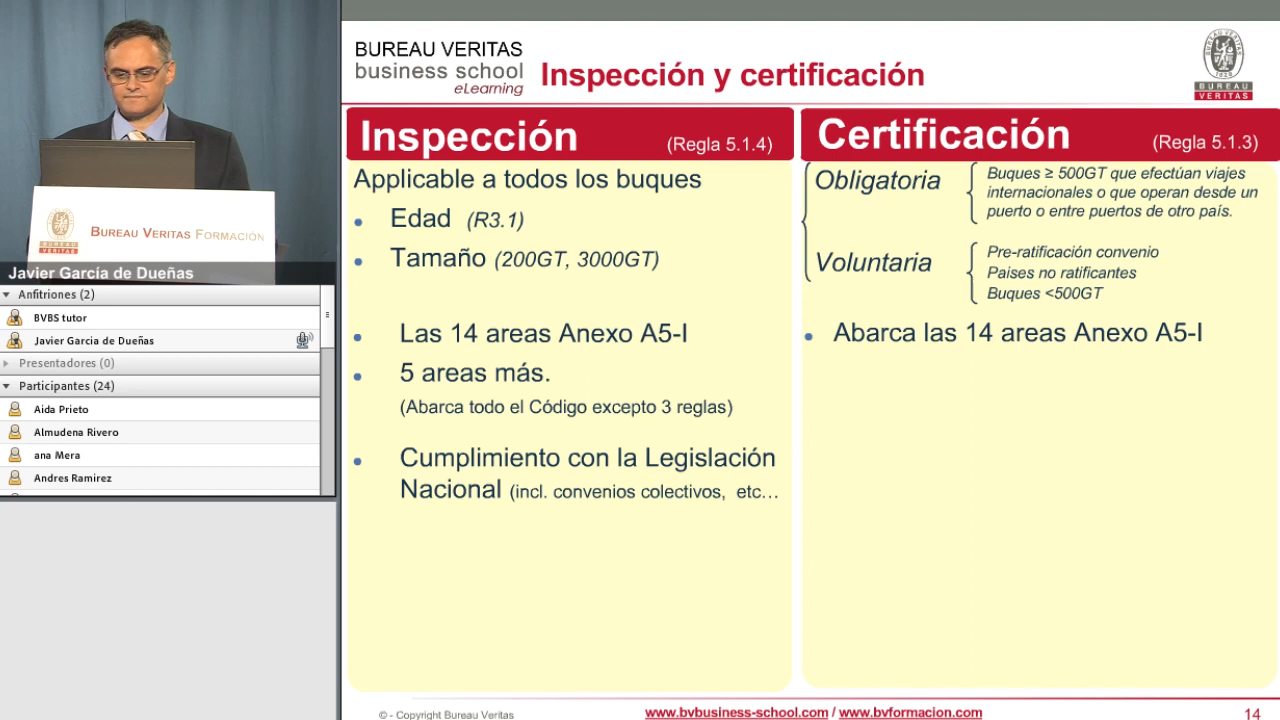 BUREAU VERITAS
business school
eLearning
Inspección y certificación
BUREAU
VERITAS
Inspección (Regla 5.1.4)
Applicable a todos los buques
• Edad (R3.1)
• Tamaño (200GT, 3000GT)
• Las 14 areas Anexo A5-I
• 5 areas más.
(Abarca todo el Código excepto 3 reglas)
• Cumplimiento con la Legislación
Nacional (incl. convenios colectivos, etc…
Certificación (Regla 5.1.3)
Obligatoria
Buques ≥ 500GT que efectúan viajes
internacionales o que operan desde un
puerto o entre puertos de otro país.
Voluntaria
Pre-ratificación convenio
Paises no ratificantes
Buques <500GT
• Abarca las 14 areas Anexo A5-I
BUREAU VERITAS FORMACIÓN
Javier García de Dueñas
Anfitriones (2)
BVBS tutor
Javier Garcia de Dueñas
Presentadores (0)
Participantes (24)
Aida Prieto
Almudena Rivero
ana Mera
Andres Ramirez
© - Copyright Bureau Veritas
www.bvbusiness-school.com / www.bvformacion.com
14